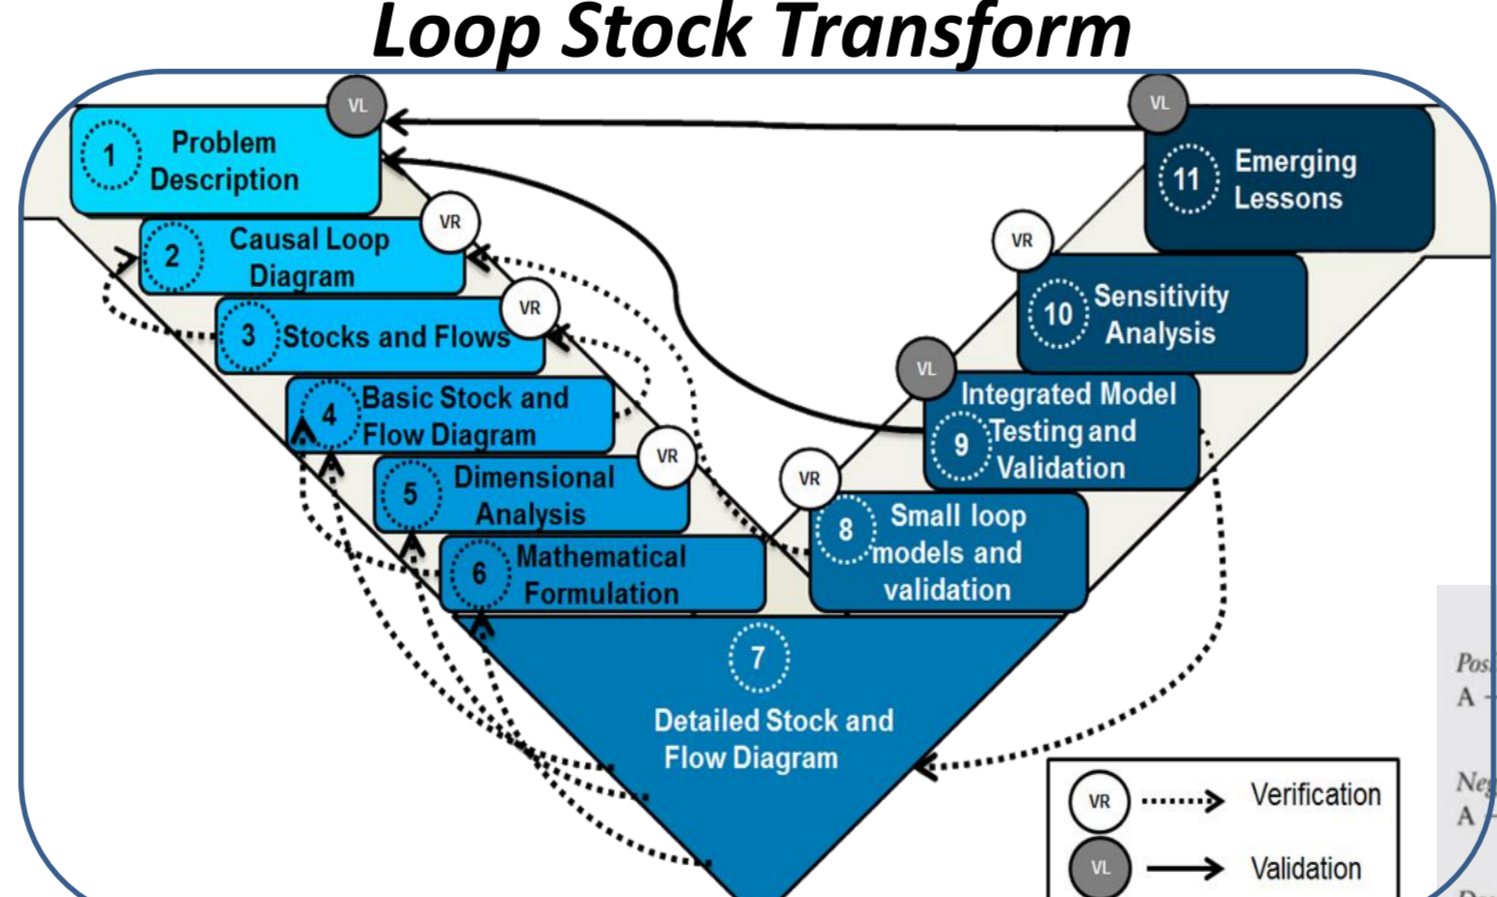 Loop Stock Transform
VL
VL
1
Problem
Description
11
Emerging
Lessons
VR
2
Causal Loop
Diagram
VR
10
Sensitivity
Analysis
VR
3
Stocks and Flows
VL
4
Basic Stock and
Flow Diagram
9
Integrated Model
Testing and
Validation
VR
5
Dimensional
Analysis
VR
8
Small loop
models and
validation
6
Mathematical
Formulation
7
Detailed Stock and
Flow Diagram
VR
Verification
VL
Validation
A
A